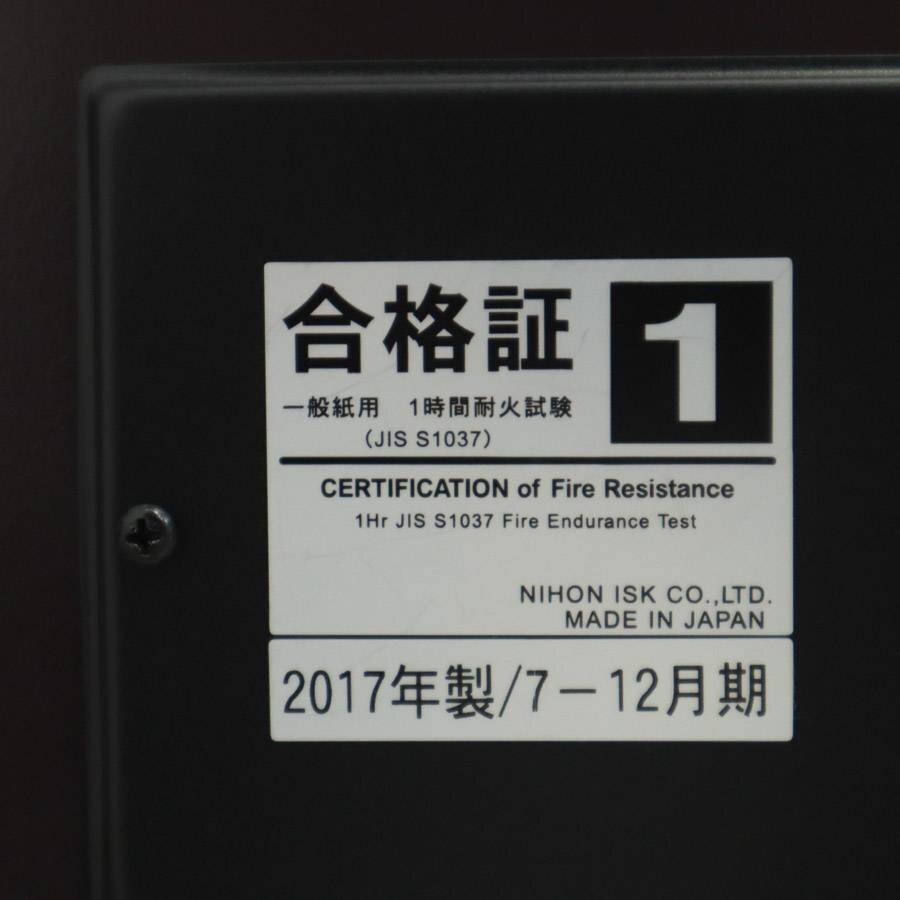 合格証
1
一般紙用　1時間耐火試験
（JIS S1037）
CERTIFICATION of Fire Resistance
1Hr JIS S1037 Fire Endurance Test
NIHON ISK CO.,LTD.
MADE IN JAPAN
2017年製/7－12月期